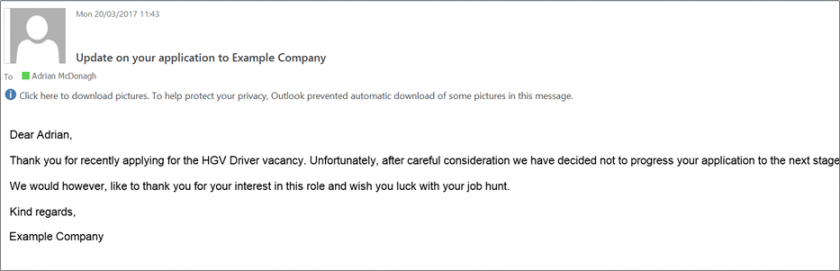 Mon 20/03/2017 11:43
Update on your application to Example Company
To Adrian McDonagh
Click here to download pictures. To help protect your privacy, Outlook prevented automatic download of some pictures in this message.
Dear Adrian,
Thank you for recently applying for the HGV Driver vacancy. Unfortunately, after careful consideration we have decided not to progress your application to the next stage
We would however, like to thank you for your interest in this role and wish you luck with your job hunt.
Kind regards,
Example Company